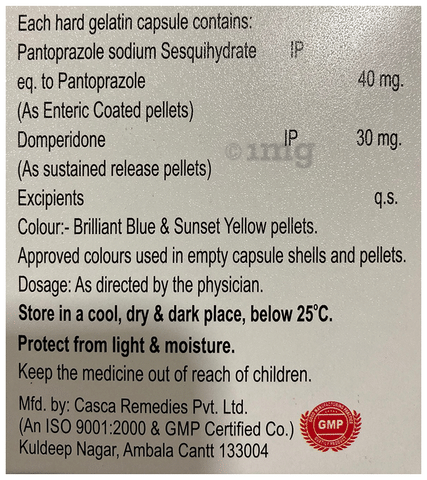 Each hard gelatin capsule contains:
Pantoprazole sodium Sesquihydrate IP
eq. to Pantoprazole 40 mg.
(As Enteric Coated pellets)
Domperidone IP 30 mg.
(As sustained release pellets)
©1mg
Excipients q.s.
Colour:- Brilliant Blue & Sunset Yellow pellets.
Approved colours used in empty capsule shells and pellets.
Dosage: As directed by the physician.
Store in a cool, dry & dark place, below 25°C.
Protect from light & moisture.
Keep the medicine out of reach of children.
Mfd. by: Casca Remedies Pvt. Ltd.
(An ISO 9001:2000 & GMP Certified Co.)
Kuldeep Nagar, Ambala Cantt 133004
GMP